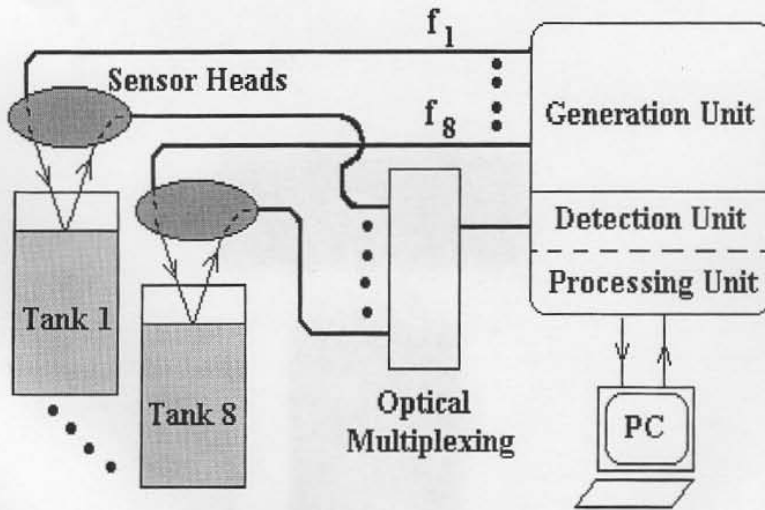 f1
Sensor Heads
Generation Unit
f8
Detection Unit
Processing Unit
Tank 1
Tank 8
Optical
Multiplexing
PC